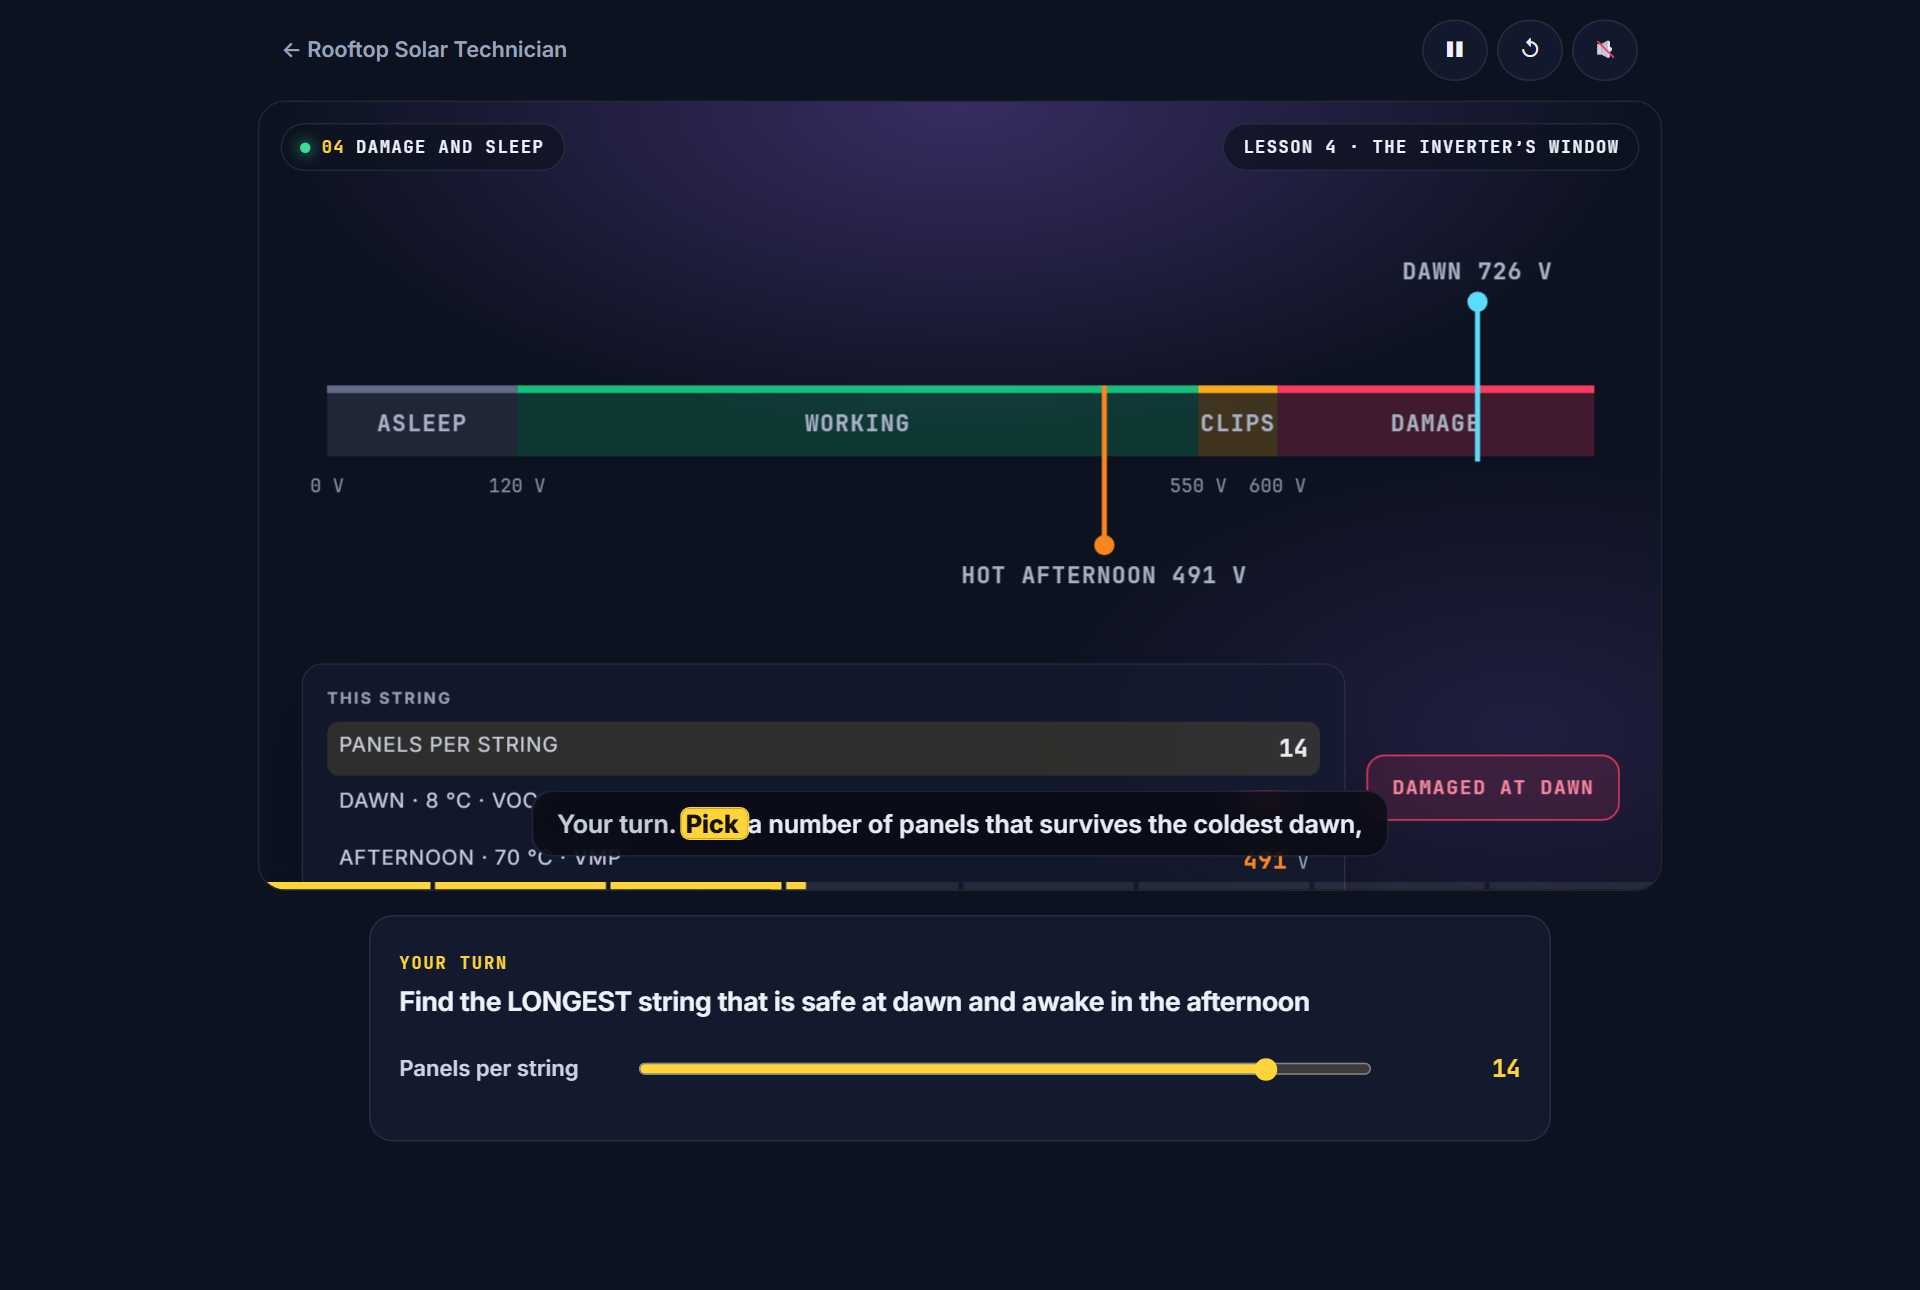 ← Rooftop Solar Technician
04 DAMAGE AND SLEEP
LESSON 4 · THE INVERTER'S WINDOW
DAWN 726 V
ASLEEP
WORKING
CLIPS
DAMAGE
0 V
120 V
550 V
600 V
HOT AFTERNOON 491 V
THIS STRING
PANELS PER STRING
14
DAWN · 8 °C · VOC
DAMAGED AT DAWN
Your turn. Pick a number of panels that survives the coldest dawn,
AFTERNOON · 70 °C · VMP
491 V
YOUR TURN
Find the LONGEST string that is safe at dawn and awake in the afternoon
Panels per string
14